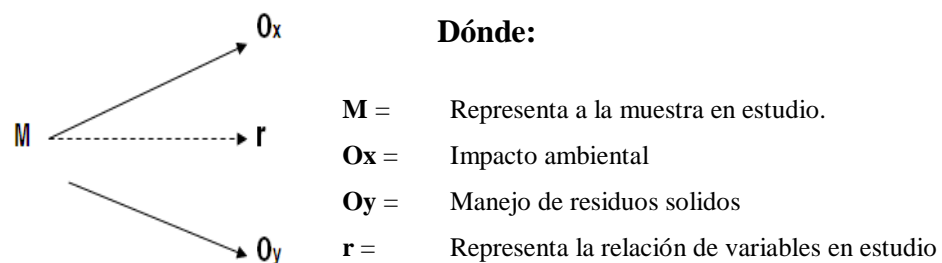 Ox
Dónde:
M = Representa a la muestra en estudio.
M
r
Ox = Impacto ambiental
Oy = Manejo de residuos solidos
Oy
r = Representa la relación de variables en estudio